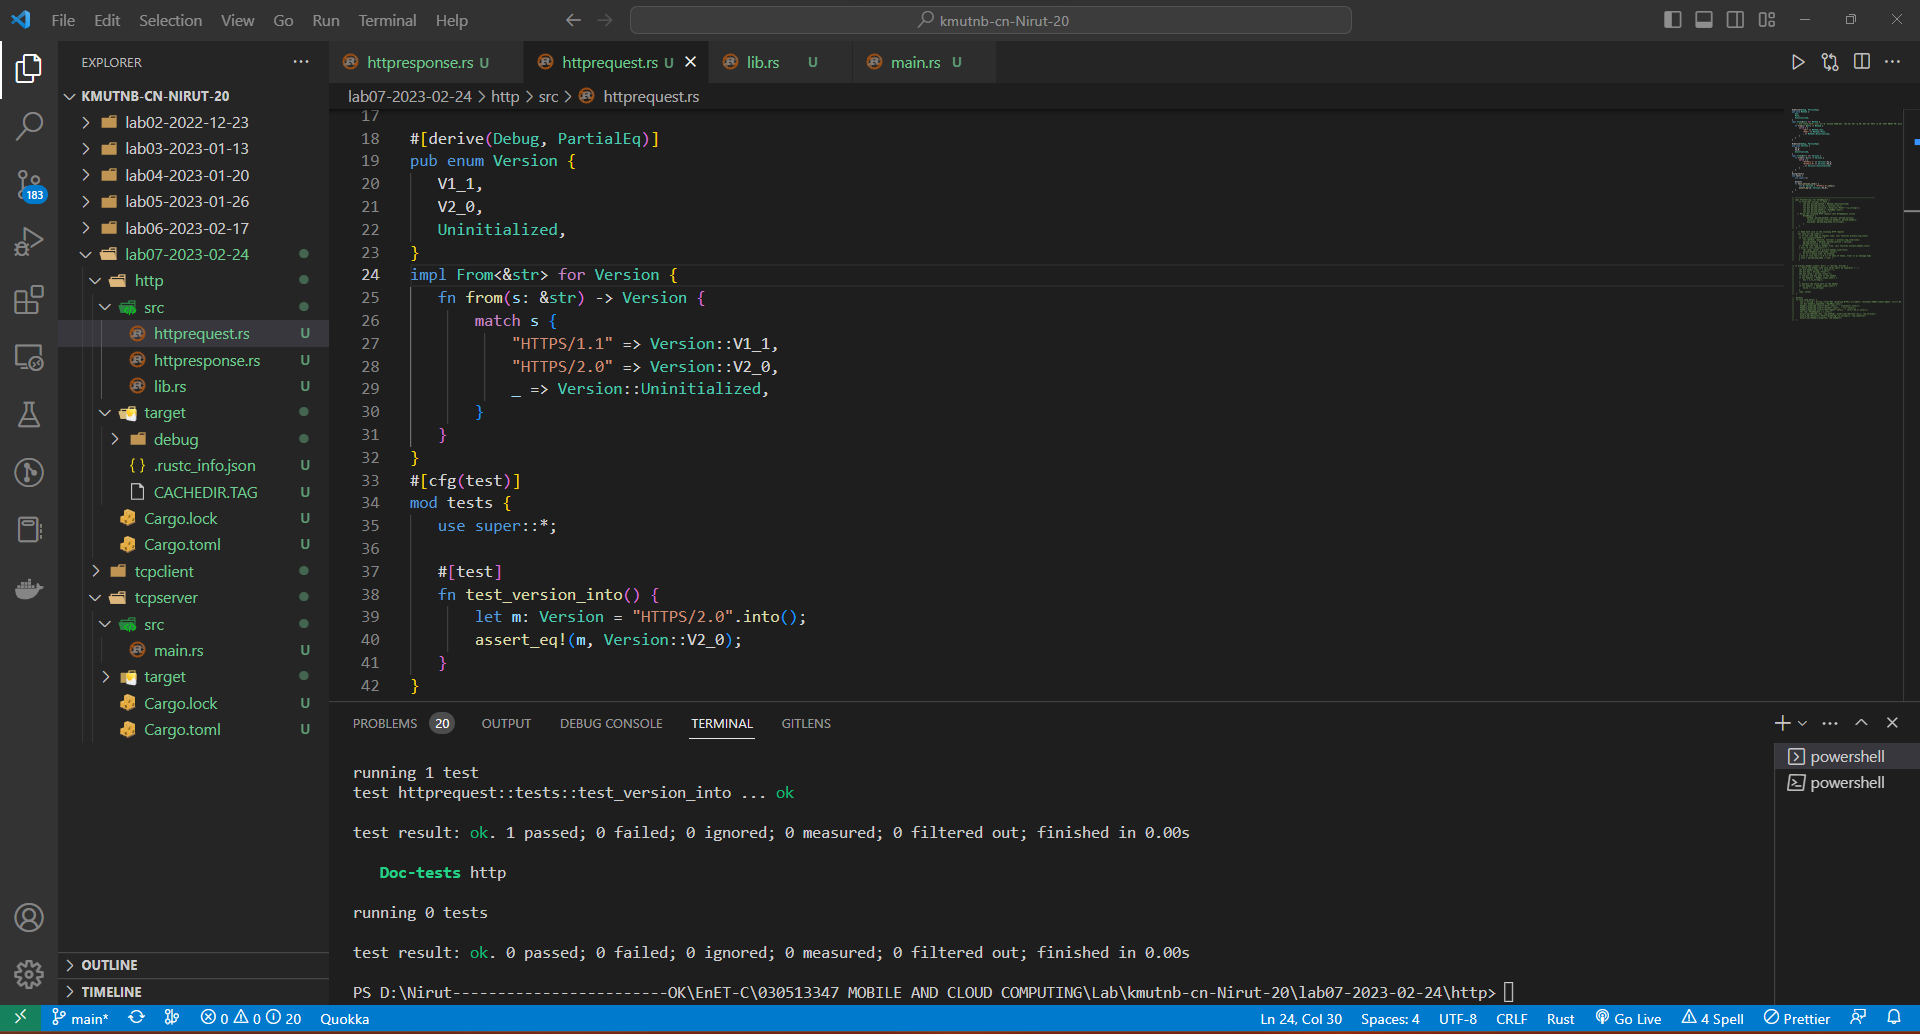 File Edit Selection View Go Run Terminal Help
kmutnb-cn-Nirut-20
EXPLORER
KMUTNB-CN-NIRUT-20
lab02-2022-12-23
lab03-2023-01-13
lab04-2023-01-20
lab05-2023-01-26
lab06-2023-02-17
lab07-2023-02-24
http
src
httprequest.rs U
httpresponse.rs U
lib.rs U
target
debug
{} .rustc_info.json U
CACHEDIR.TAG U
Cargo.lock U
Cargo.toml U
tcpclient
tcpserver
src
main.rs U
target
Cargo.lock U
Cargo.toml U
OUTLINE
TIMELINE
183
httpresponse.rs U httprequest.rs U lib.rs U main.rs U
lab07-2023-02-24 > http > src > httprequest.rs
17
18 #[derive(Debug, PartialEq)]
19 pub enum Version {
20 V1_1,
21 V2_0,
22 Uninitialized,
23 }
24 impl From<&str> for Version {
25 fn from(s: &str) -> Version {
26 match s {
27 "HTTPS/1.1" => Version::V1_1,
28 "HTTPS/2.0" => Version::V2_0,
29 _ => Version::Uninitialized,
30 }
31 }
32 }
33 #[cfg(test)]
34 mod tests {
35 use super::*;
36
37 #[test]
38 fn test_version_into() {
39 let m: Version = "HTTPS/2.0".into();
40 assert_eq!(m, Version::V2_0);
41 }
42 }
PROBLEMS 20 OUTPUT DEBUG CONSOLE TERMINAL GITLENS
running 1 test
test httprequest::tests::test_version_into ... ok
test result: ok. 1 passed; 0 failed; 0 ignored; 0 measured; 0 filtered out; finished in 0.00s
Doc-tests http
running 0 tests
test result: ok. 0 passed; 0 failed; 0 ignored; 0 measured; 0 filtered out; finished in 0.00s
PS D:\Nirut------------------------OK\EnET-C\030513347 MOBILE AND CLOUD COMPUTING\Lab\kmutnb-cn-Nirut-20\lab07-2023-02-24\http>
powershell
powershell
main* 0 0 20 Quokka Ln 24, Col 30 Spaces: 4 UTF-8 CRLF Rust Go Live 4 Spell Prettier